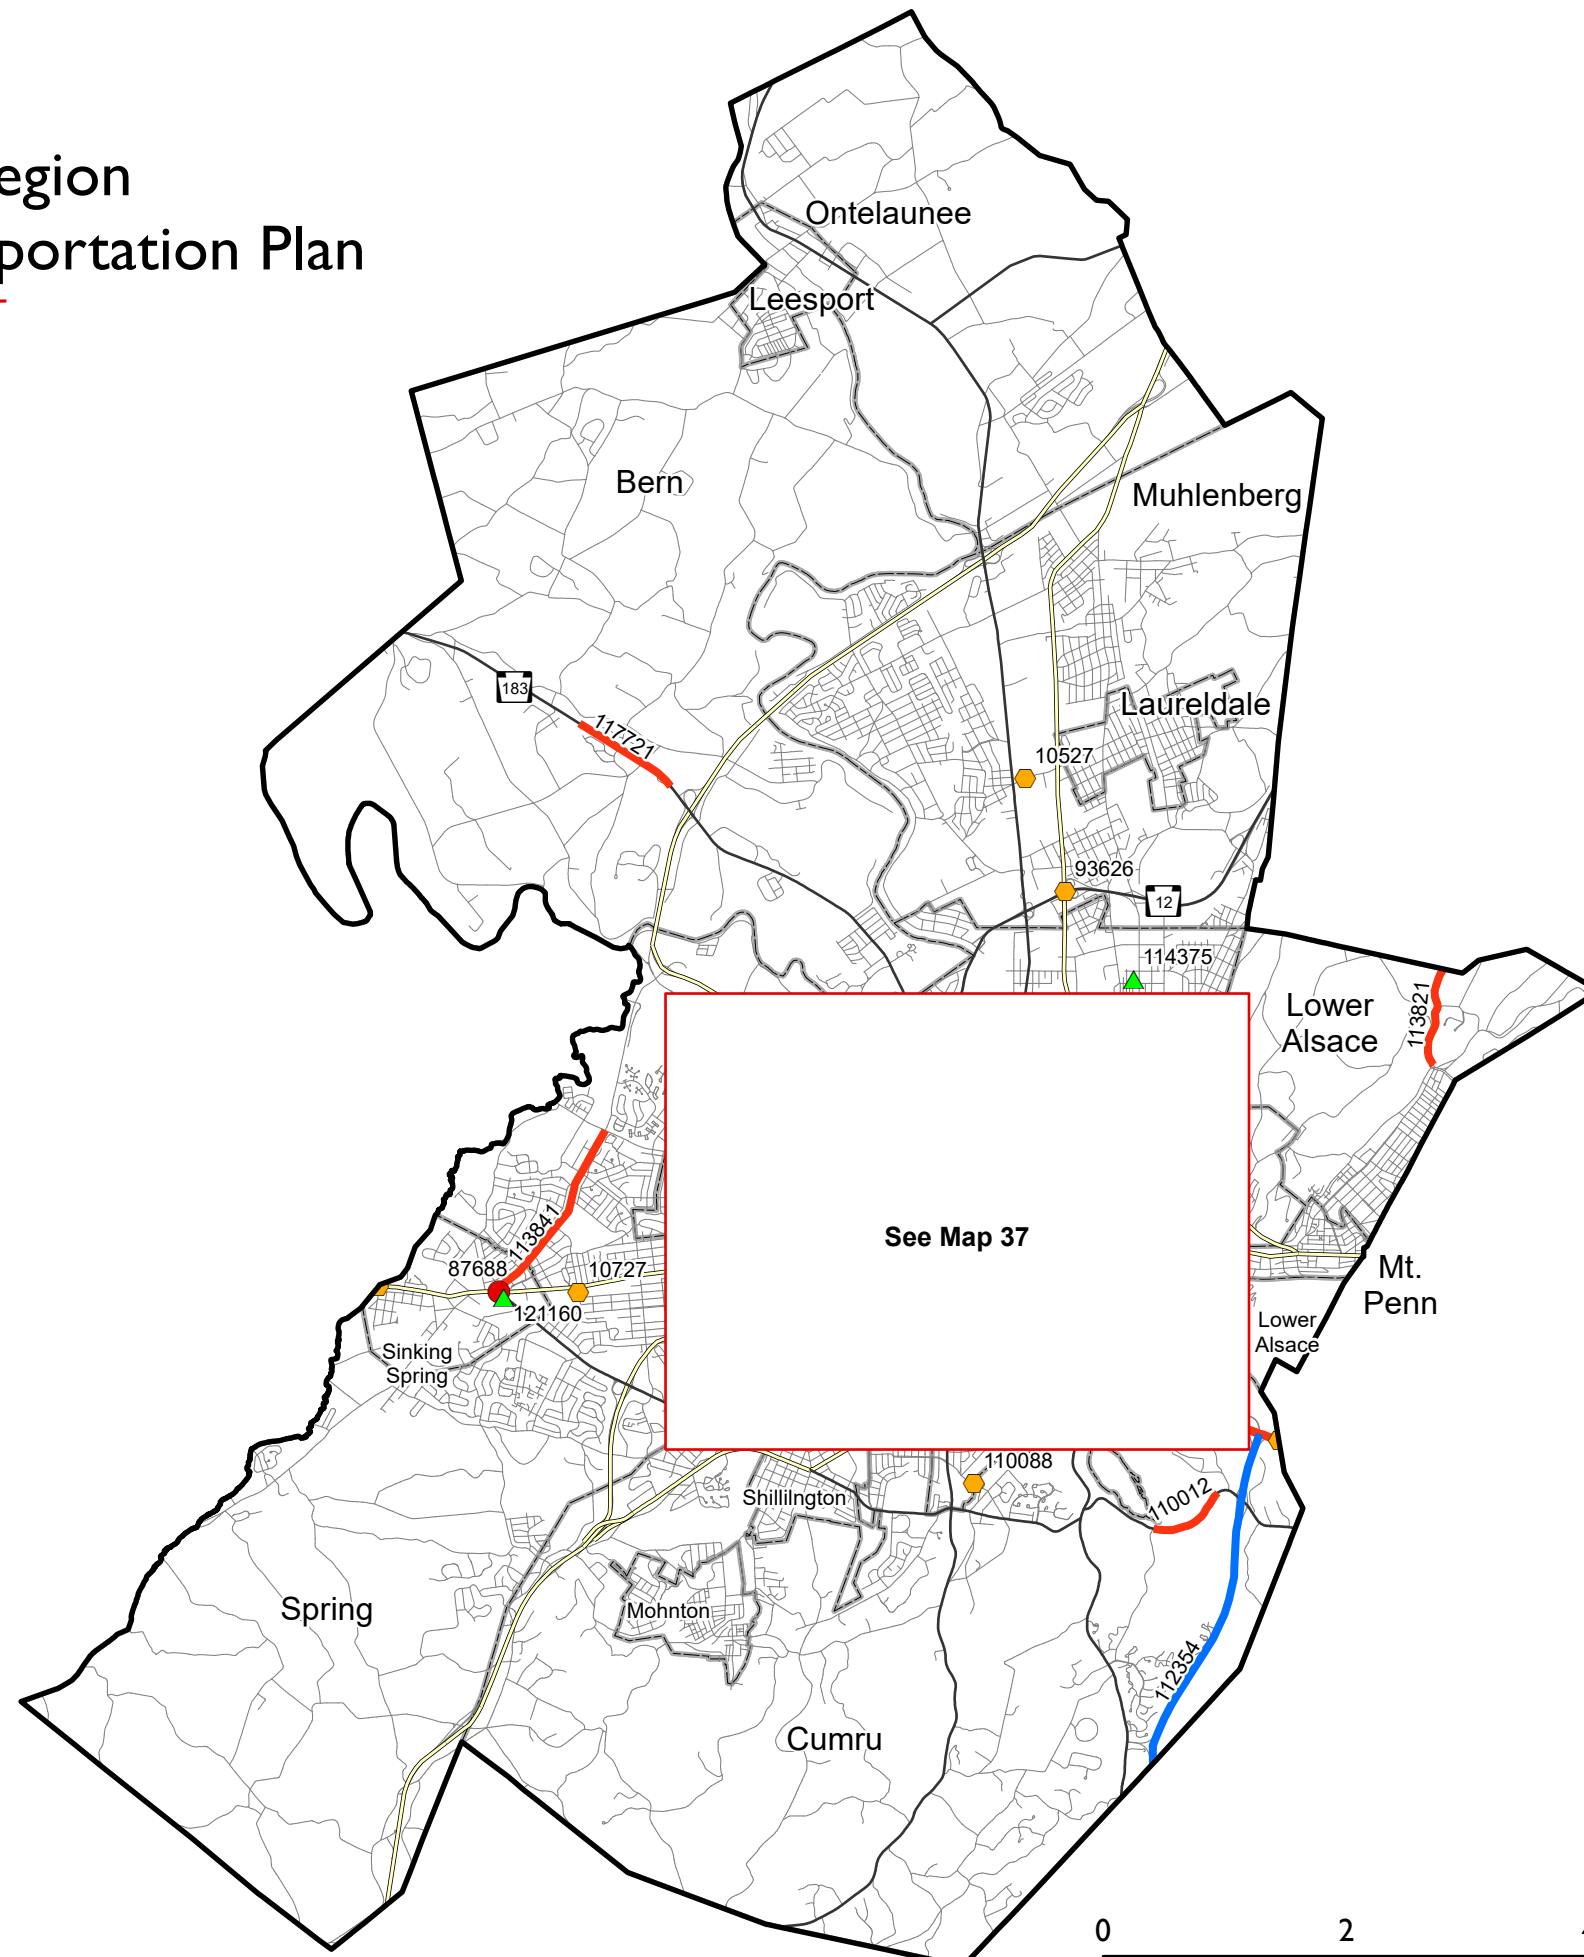 egion
portation Plan
Ontelaunee
Leesport
Bern
Muhlenberg
183
117721
Laureldale
10527
93626
12
114375
Lower
Alsace
113821
See Map 37
113841
87688
10727
121160
Sinking
Spring
Mt.
Penn
Lower
Alsace
110088
Shillilngton
110012
Spring
Mohnton
112354
Cumru
0 2